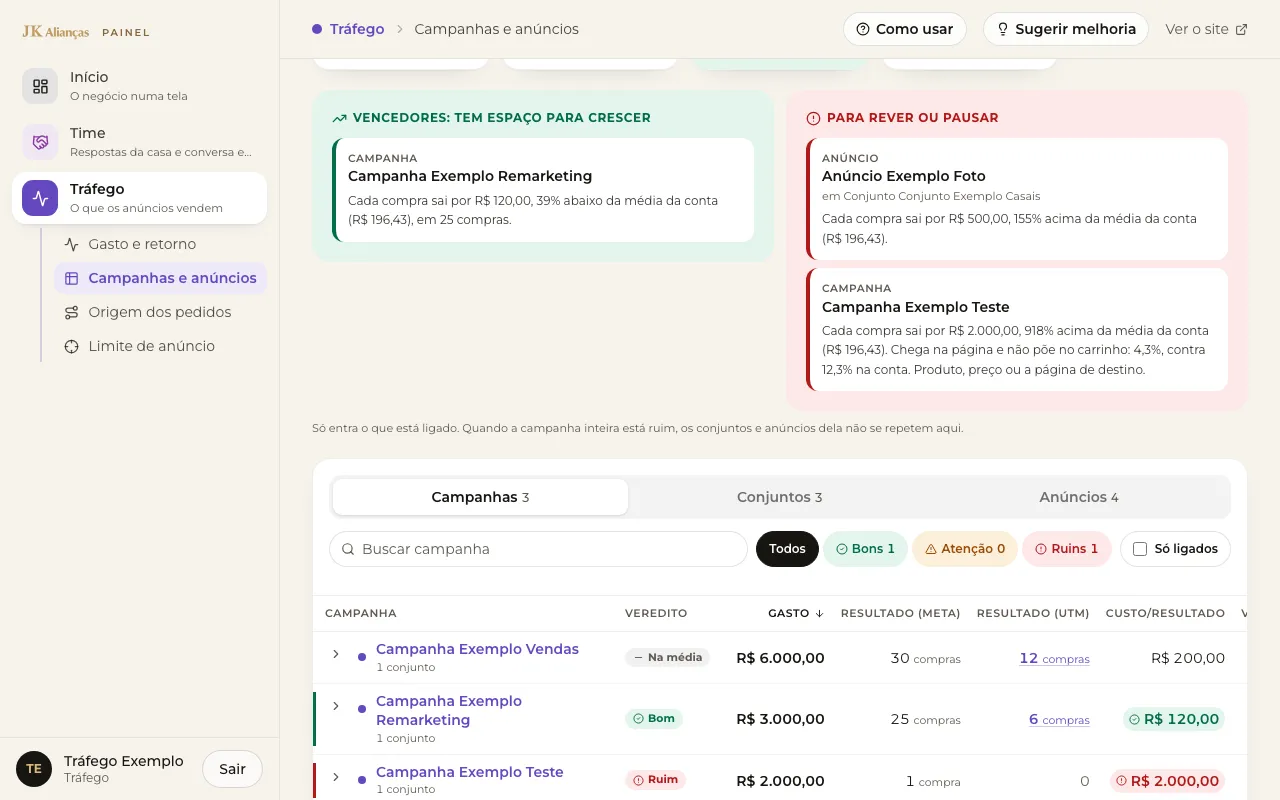 JK Alianças PAINEL
Início
O negócio numa tela
Time
Respostas da casa e conversa e...
Tráfego
O que os anúncios vendem
Gasto e retorno
Campanhas e anúncios
Origem dos pedidos
Limite de anúncio
TE
Tráfego Exemplo
Tráfego
Sair
Tráfego > Campanhas e anúncios
Como usar
Sugerir melhoria
Ver o site
VENCEDORES: TEM ESPAÇO PARA CRESCER
CAMPANHA
Campanha Exemplo Remarketing
Cada compra sai por R$ 120,00, 39% abaixo da média da conta
(R$ 196,43), em 25 compras.
PARA REVER OU PAUSAR
ANÚNCIO
Anúncio Exemplo Foto
em Conjunto Conjunto Exemplo Casais
Cada compra sai por R$ 500,00, 155% acima da média da conta
(R$ 196,43).
CAMPANHA
Campanha Exemplo Teste
Cada compra sai por R$ 2.000,00, 918% acima da média da conta
(R$ 196,43). Chega na página e não põe no carrinho: 4,3%, contra
12,3% na conta. Produto, preço ou a página de destino.
Só entra o que está ligado. Quando a campanha inteira está ruim, os conjuntos e anúncios dela não se repetem aqui.
Campanhas 3
Conjuntos 3
Anúncios 4
Buscar campanha
Todos
Bons 1
Atenção 0
Ruins 1
Só ligados
CAMPANHA VEREDITO GASTO ↓ RESULTADO (META) RESULTADO (UTM) CUSTO/RESULTADO
Campanha Exemplo Vendas
1 conjunto
Na média
R$ 6.000,00
30 compras
12 compras
R$ 200,00
Campanha Exemplo
Remarketing
1 conjunto
Bom
R$ 3.000,00
25 compras
6 compras
R$ 120,00
Campanha Exemplo Teste
1 conjunto
Ruim
R$ 2.000,00
1 compra
0
R$ 2.000,00